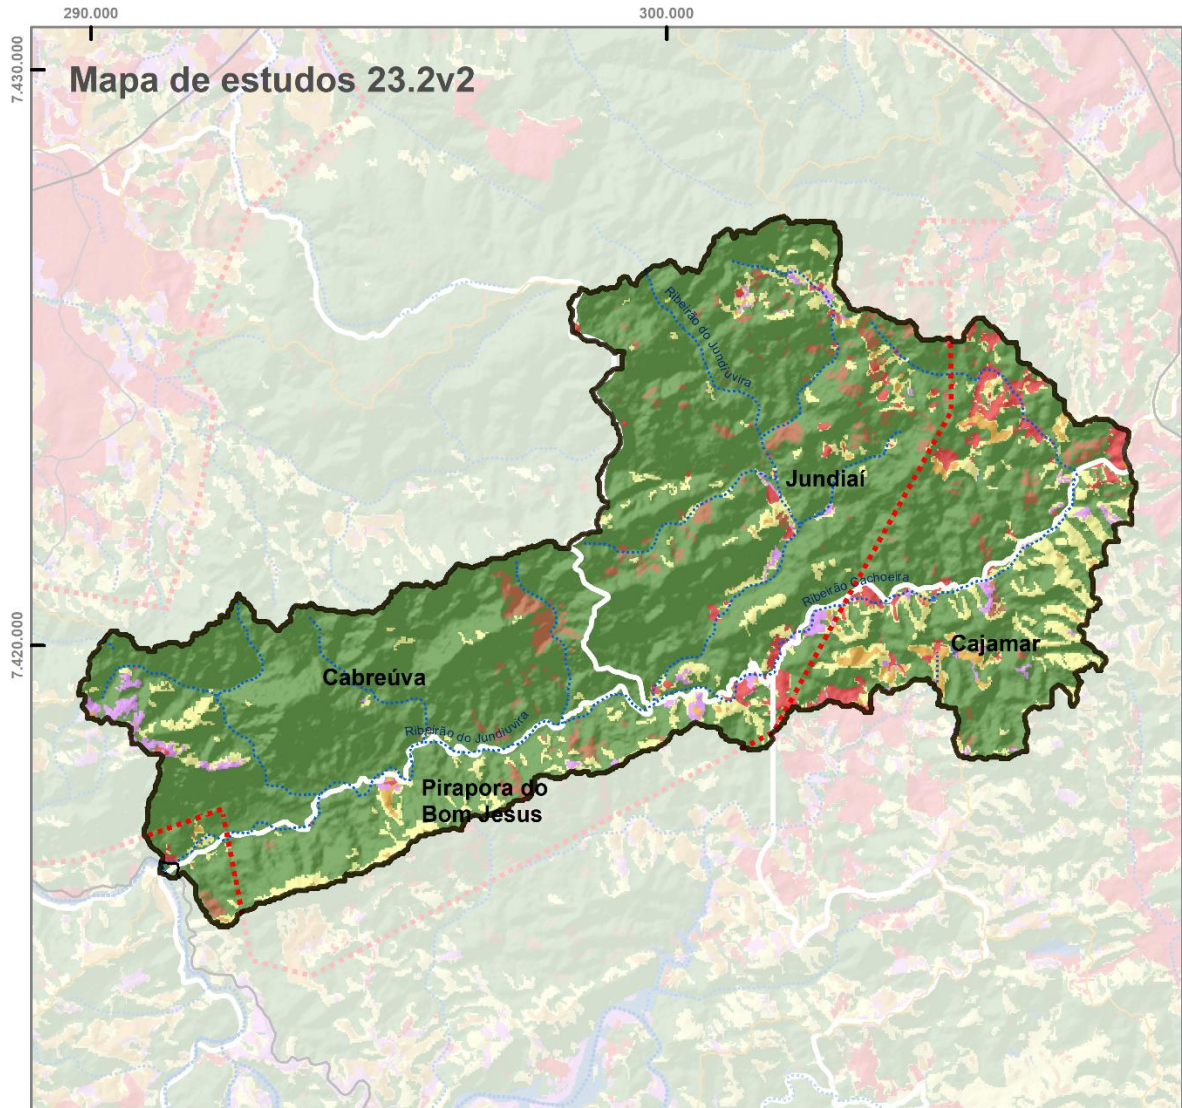 290.000
300.000
7.430.000
Mapa de estudos 23.2v2
Ribeirão do Jundiuvira
Jundiaí
Ribeirão Cachoeira
7.420.000
Cajamar
Cabreúva
Ribeirão do Jundiuvira
Pirapora do
Bom Jesus